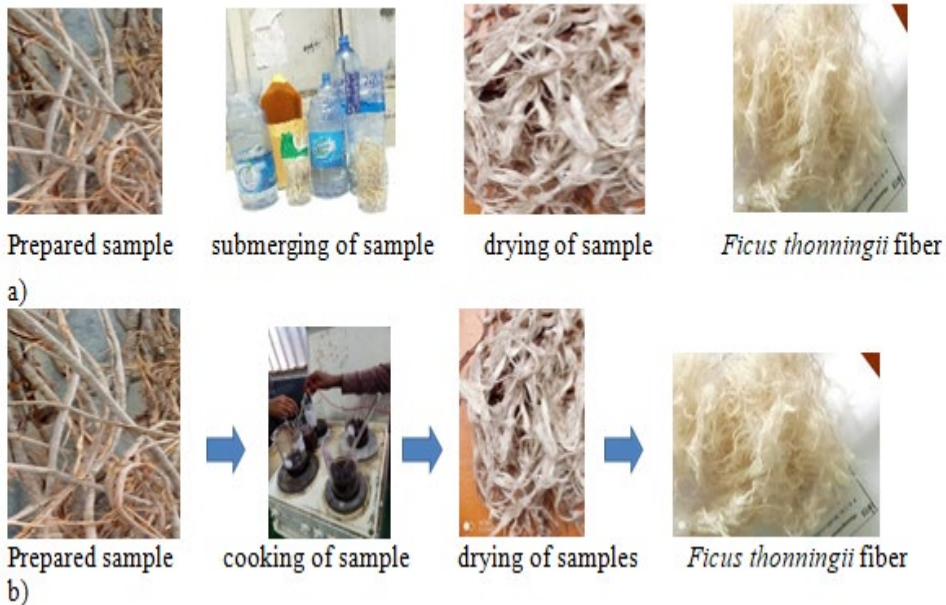 Prepared sample submerging of sample drying of sample Ficus thonningii fiber
a)
Prepared sample cooking of sample drying of samples Ficus thonningii fiber
b)